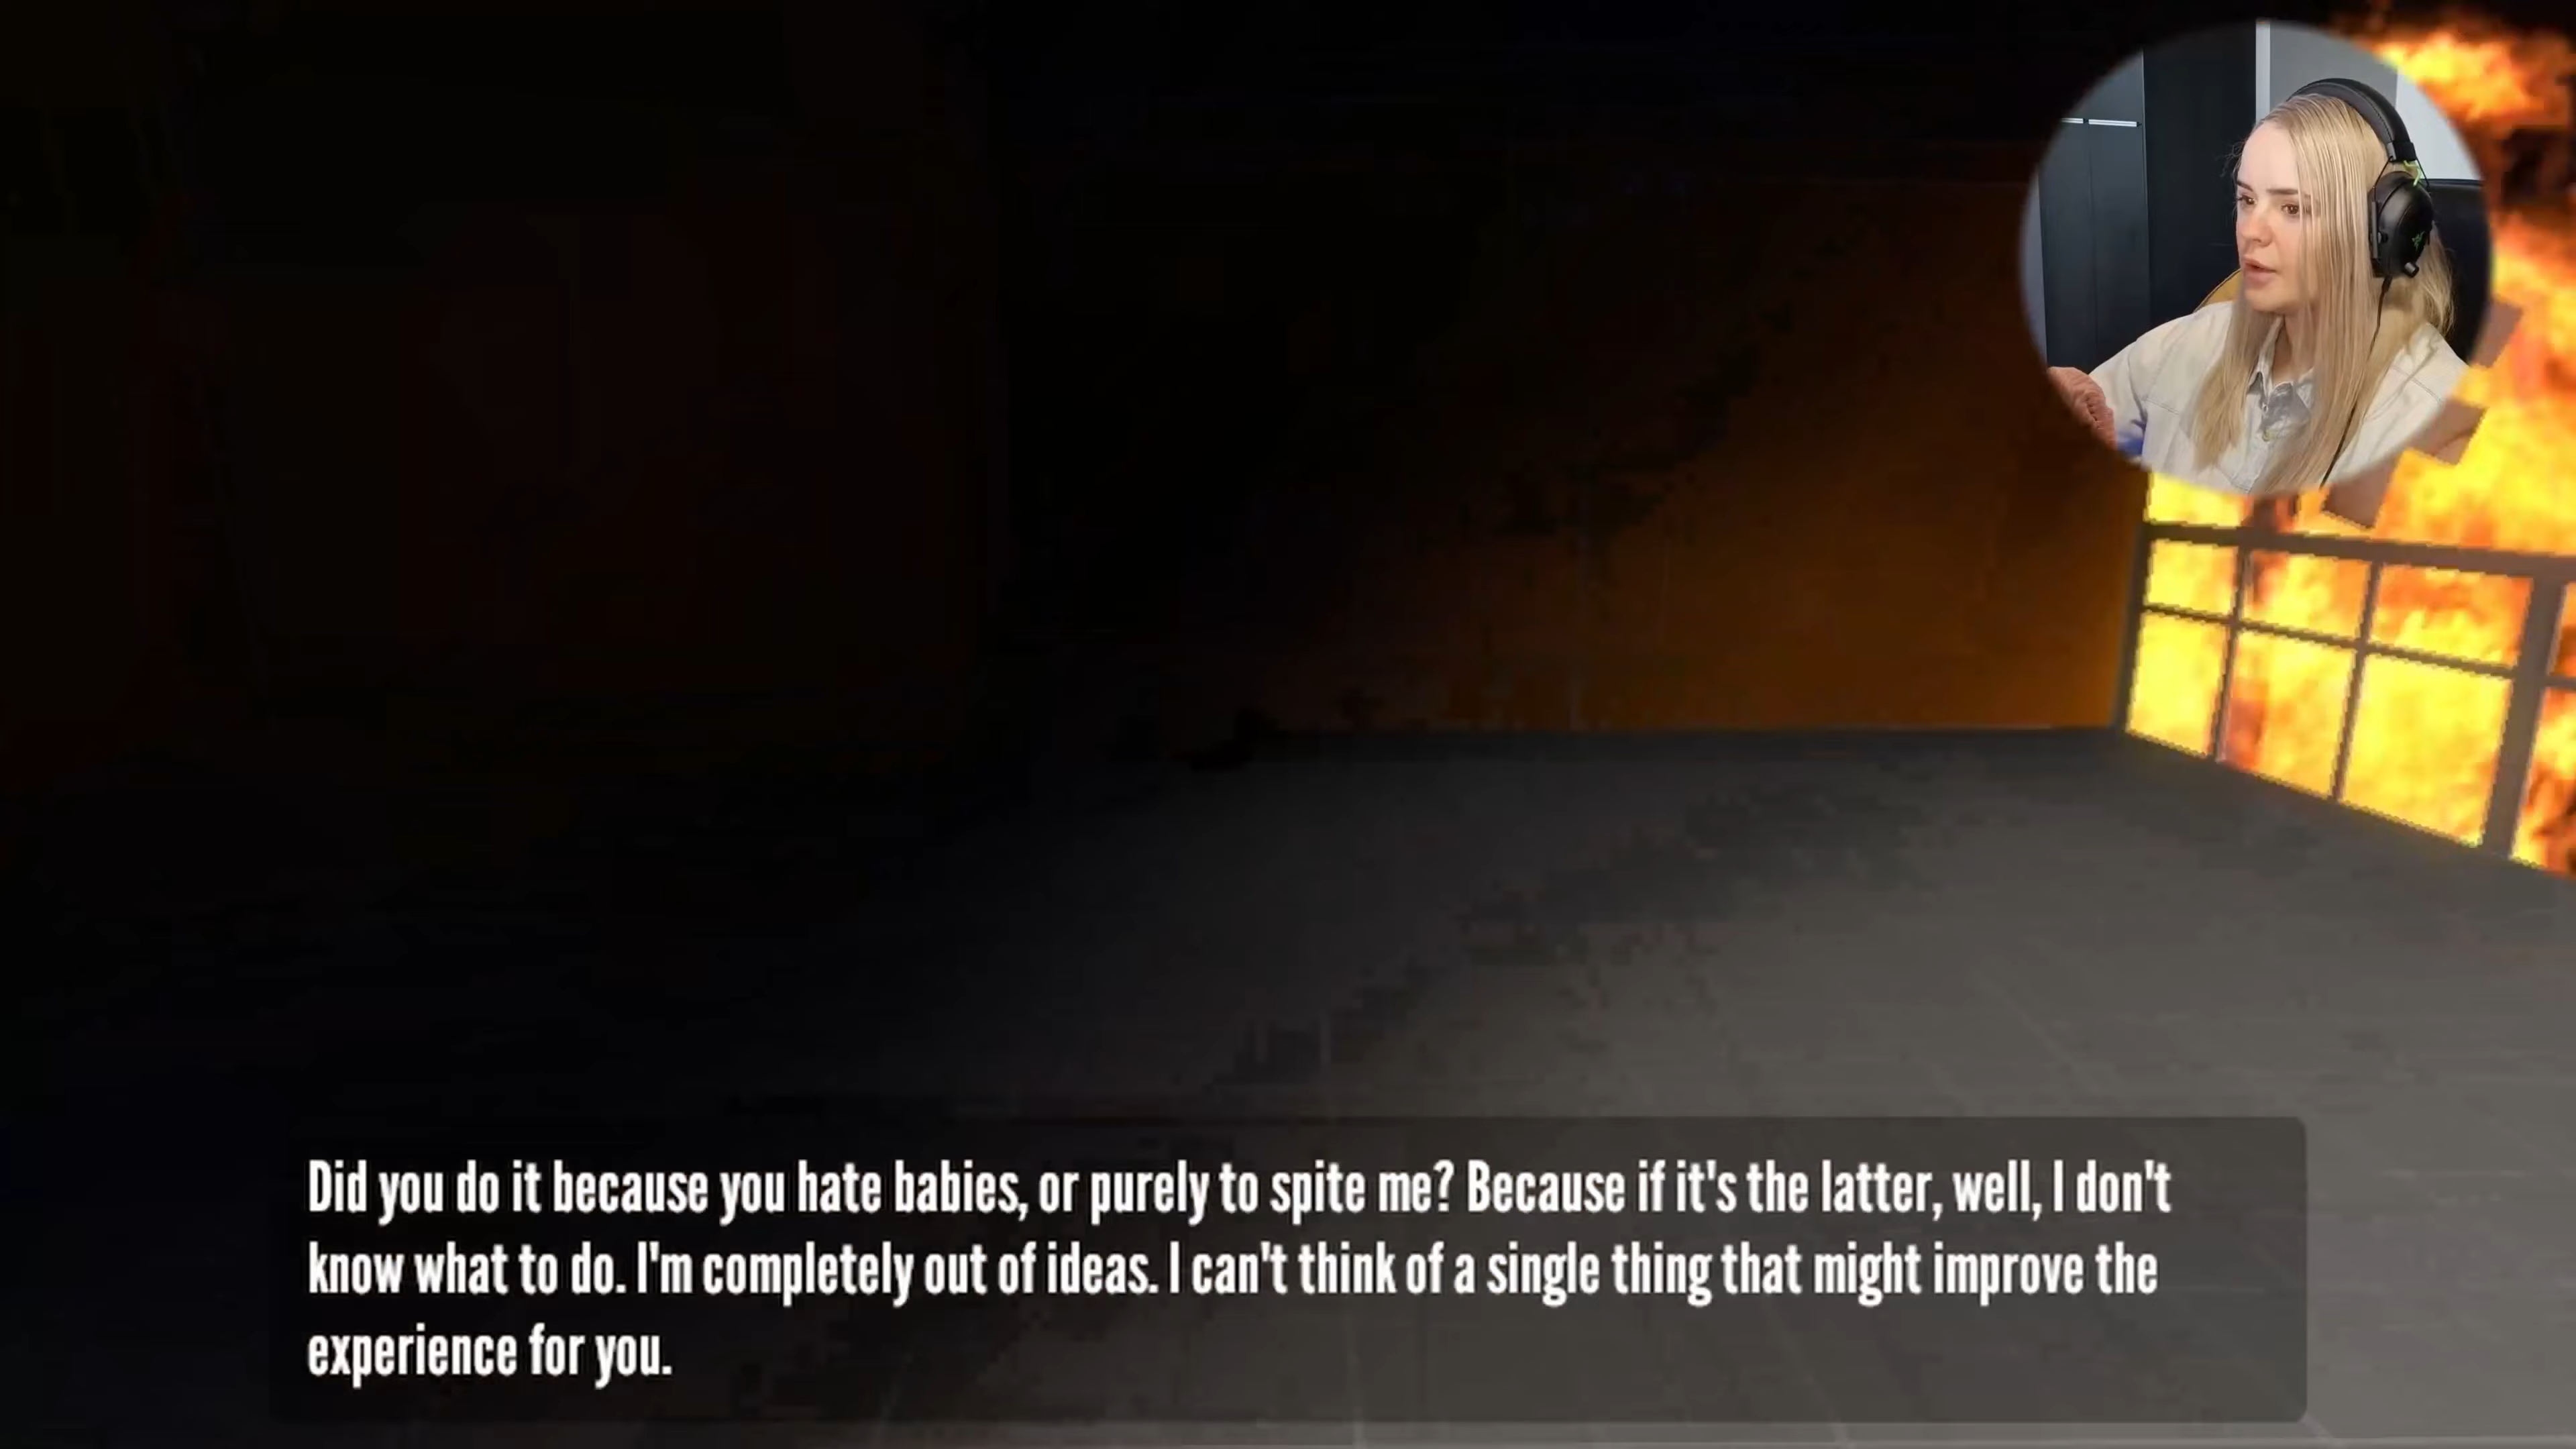 Did you do it because you hate babies, or purely to spite me? Because if it's the latter, well, I don't
know what to do. I'm completely out of ideas. I can't think of a single thing that might improve the
experience for you.